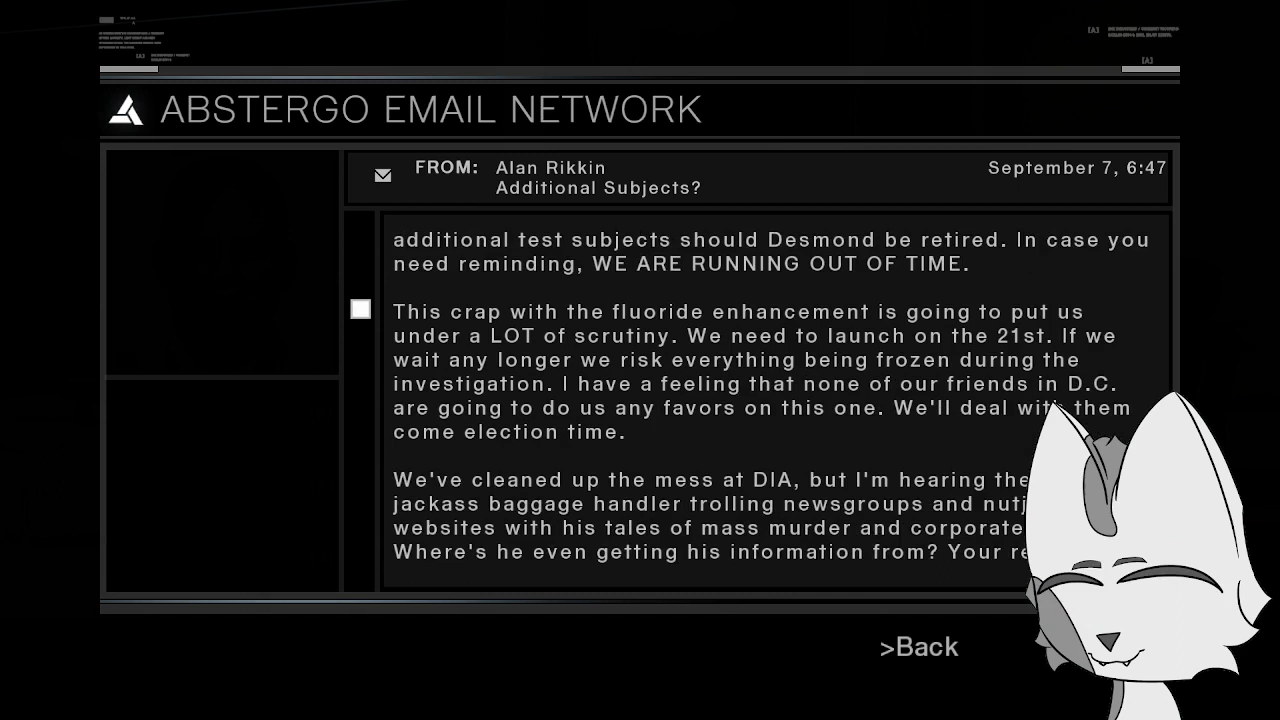 ABSTERGO EMAIL NETWORK
FROM: Alan Rikkin September 7, 6:47
Additional Subjects?
additional test subjects should Desmond be retired. In case you
need reminding, WE ARE RUNNING OUT OF TIME.
This crap with the fluoride enhancement is going to put us
under a LOT of scrutiny. We need to launch on the 21st. If we
wait any longer we risk everything being frozen during the
investigation. I have a feeling that none of our friends in D.C.
are going to do us any favors on this one. We'll deal with them
come election time.
We've cleaned up the mess at DIA, but I'm hearing
jackass baggage handler trolling newsgroups and
websites with his tales of mass murder and corporate
Where's he even getting his information from? Your
>Back